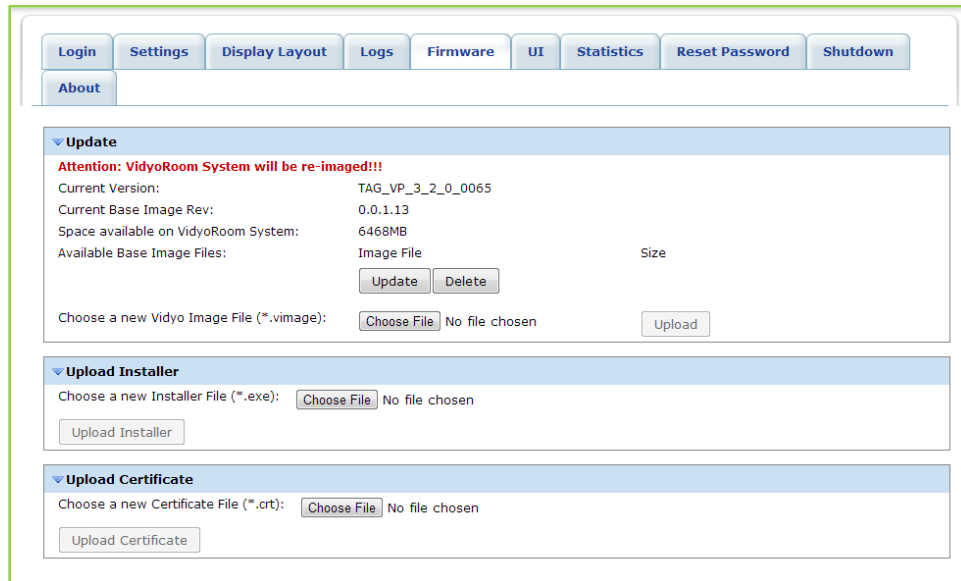 Login Settings Display Layout Logs Firmware UI Statistics Reset Password Shutdown
About
Update
Attention: VidyoRoom System will be re-imaged!!!
Current Version: TAG_VP_3_2_0_0065
Current Base Image Rev: 0.0.1.13
Space available on VidyoRoom System: 6468MB
Available Base Image Files: Image File Size
Update Delete
Choose a new Vidyo Image File (*.vimage): Choose File No file chosen Upload
Upload Installer
Choose a new Installer File (*.exe): Choose File No file chosen
Upload Installer
Upload Certificate
Choose a new Certificate File (*.crt): Choose File No file chosen
Upload Certificate